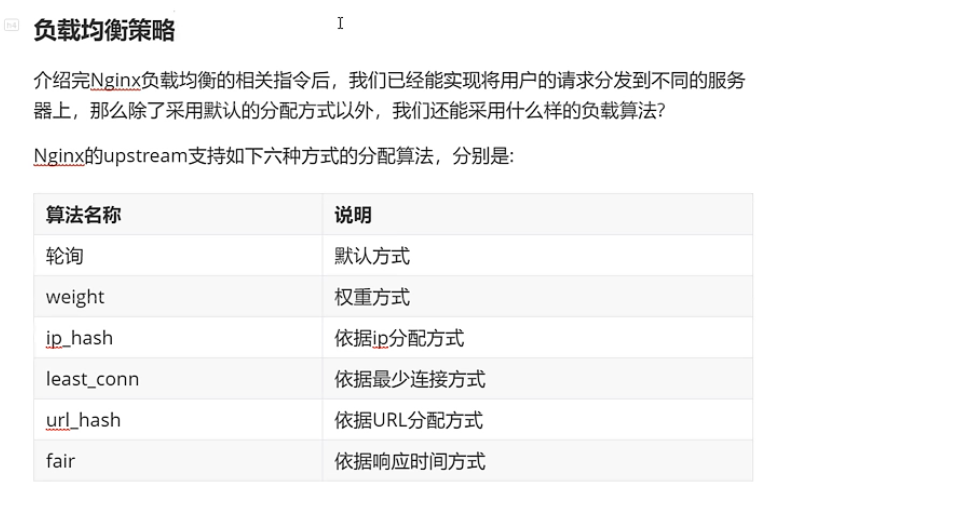 负载均衡策略
介绍完Nginx负载均衡的相关指令后，我们已经能实现将用户的请求分发到不同的服务
器上，那么除了采用默认的分配方式以外，我们还能采用什么样的负载算法?
Nginx的upstream支持如下六种方式的分配算法，分别是:
算法名称 说明
轮询 默认方式
weight 权重方式
ip_hash 依据ip分配方式
least_conn 依据最少连接方式
url_hash 依据URL分配方式
fair 依据响应时间方式